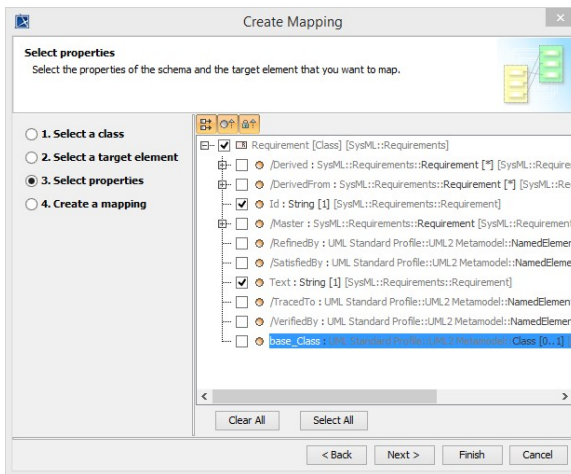 Create Mapping
Select properties
Select the properties of the schema and the target element that you want to map.
1. Select a class
2. Select a target element
3. Select properties
4. Create a mapping
Requirement [Class] [SysML::Requirements]
/Derived : SysML::Requirements::Requirement [*] [SysML::Require
/DerivedFrom : SysML::Requirements::Requirement [*] [SysML::Re
Id : String [1] [SysML::Requirements::Requirement]
/Master : SysML::Requirements::Requirement [SysML::Requirement
/RefinedBy : UML Standard Profile::UML2 Metamodel::NamedElemen
/SatisfiedBy : UML Standard Profile::UML2 Metamodel::NamedEleme
Text : String [1] [SysML::Requirements::Requirement]
/TracedTo : UML Standard Profile::UML2 Metamodel::NamedElemen
/VerifiedBy : UML Standard Profile::UML2 Metamodel::NamedElemen
base_Class : UML Standard Profile::UML2 Metamodel::Class [0..1]
Clear All Select All
< Back Next > Finish Cancel